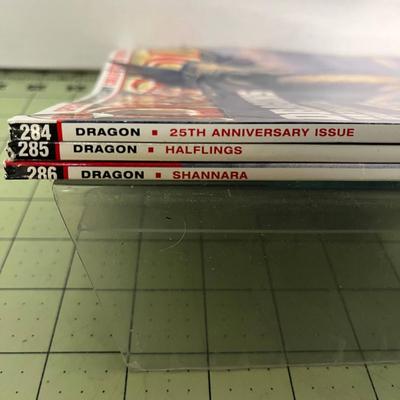 284 DRAGON ▪ 25TH ANNIVERSARY ISSUE
285 DRAGON ▪ HALFLINGS
286 DRAGON ▪ SHANNARA